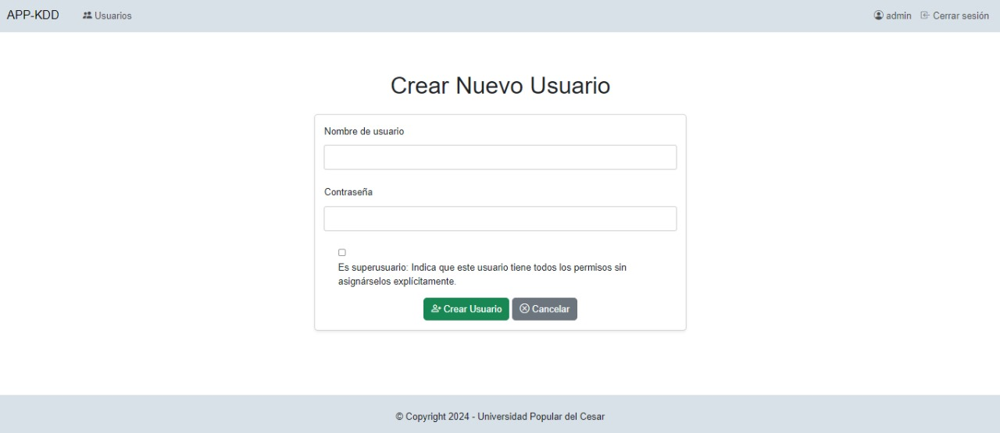 APP-KDD Usuarios admin Cerrar sesión
Crear Nuevo Usuario
Nombre de usuario
Contraseña
Es superusuario: Indica que este usuario tiene todos los permisos sin
asignárselos explícitamente.
Crear Usuario Cancelar
© Copyright 2024 - Universidad Popular del Cesar